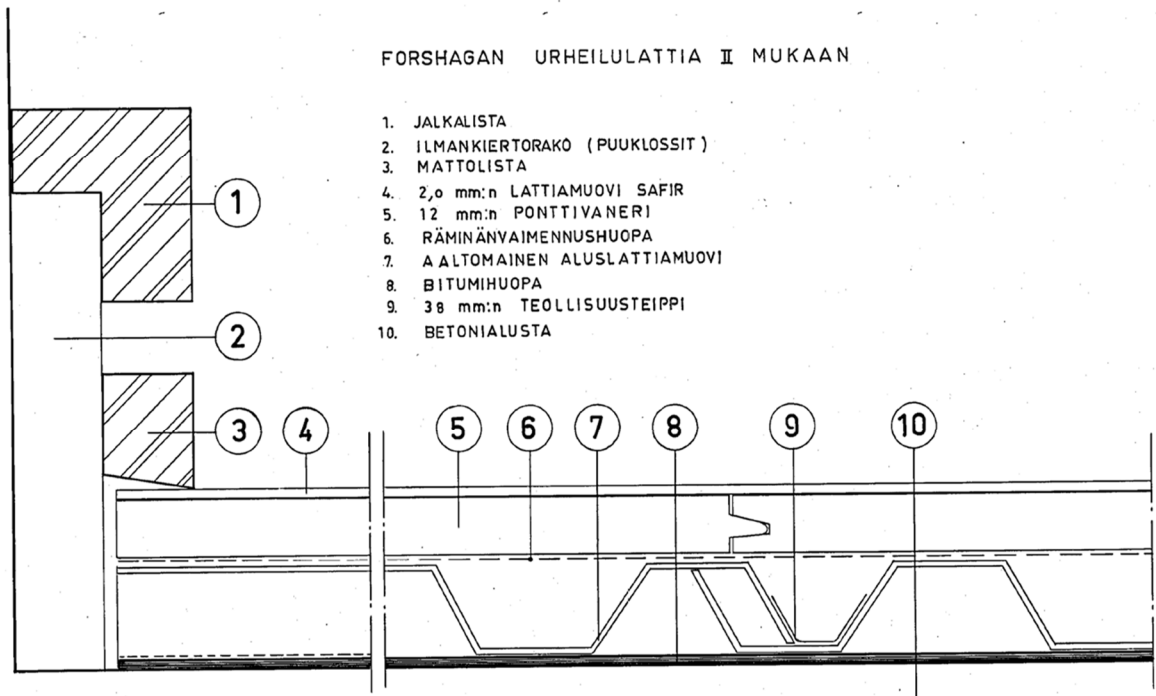 FORSHAGAN URHEILULATTIA II MUKAAN
1. JALKALISTA
2. ILMANKIERTORAKO (PUUKLOSSIT)
3. MATTOLISTA
4. 2,0 mm:n LATTIAMUOVI SAFIR
5. 12 mm:n PONTTIVANERI
6. RÄMINÄNVAIMENNUSHUOPA
7. AALTOMAINEN ALUSLATTIAMUOVI
8. BITUMIHUOPA
9. 38 mm:n TEOLLISUUSTEIPPI
10. BETONIALUSTA
1
2
3 4 5 6 7 8 9 10